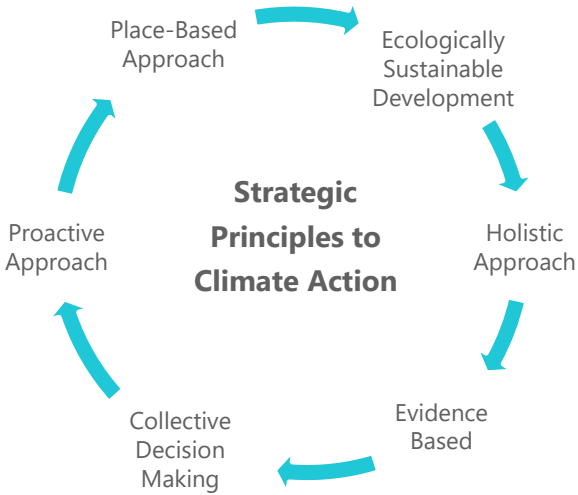 Place-Based
Approach
Ecologically
Sustainable
Development
Holistic
Approach
Evidence
Based
Collective
Decision
Making
Proactive
Approach
Strategic
Principles to
Climate Action